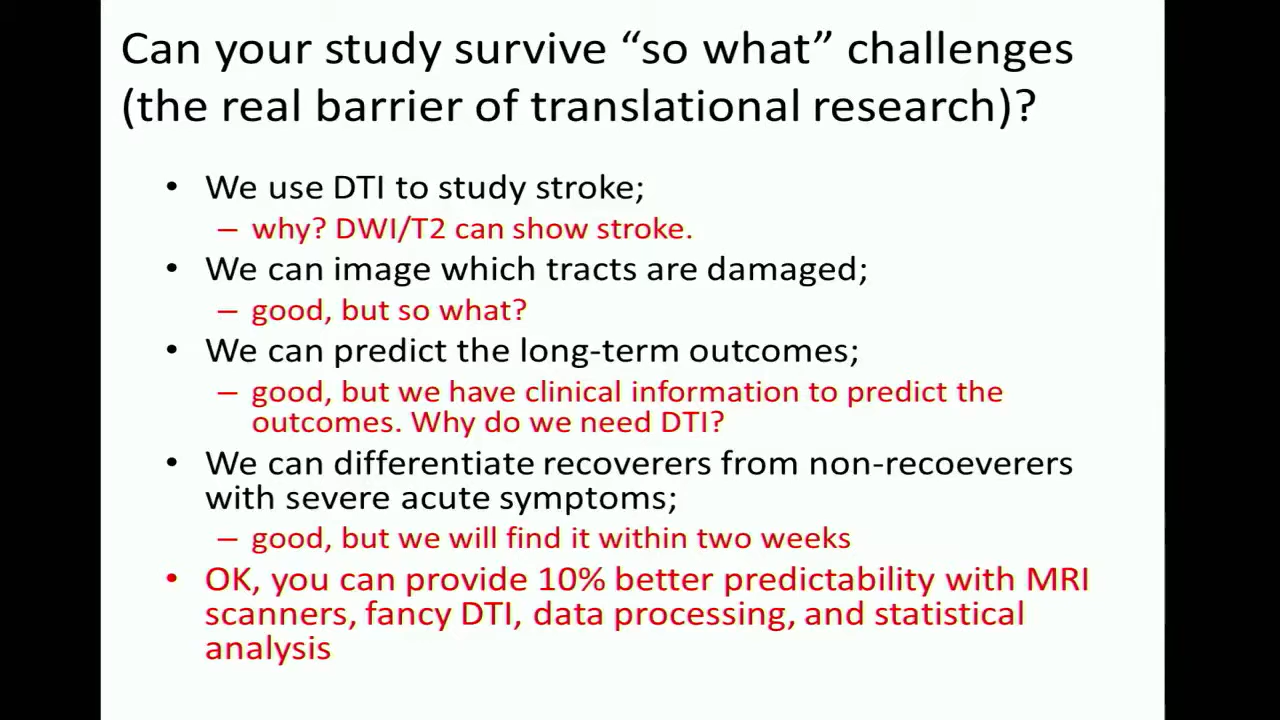 Can your study survive “so what” challenges
(the real barrier of translational research)?
• We use DTI to study stroke;
– why? DWI/T2 can show stroke.
• We can image which tracts are damaged;
– good, but so what?
• We can predict the long-term outcomes;
– good, but we have clinical information to predict the
outcomes. Why do we need DTI?
• We can differentiate recoverers from non-recoeverers
with severe acute symptoms;
– good, but we will find it within two weeks
• OK, you can provide 10% better predictability with MRI
scanners, fancy DTI, data processing, and statistical
analysis